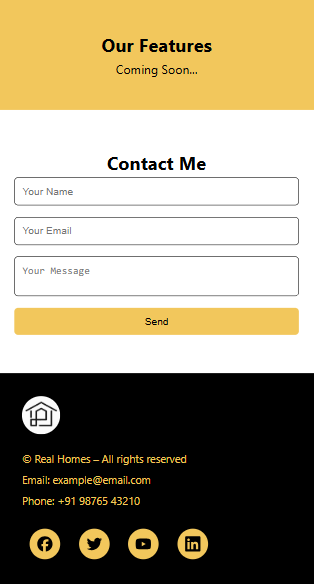 Our Features
Coming Soon...
Contact Me
Your Name
Your Email
Your Message
Send
© Real Homes – All rights reserved
Email: example@email.com
Phone: +91 98765 43210